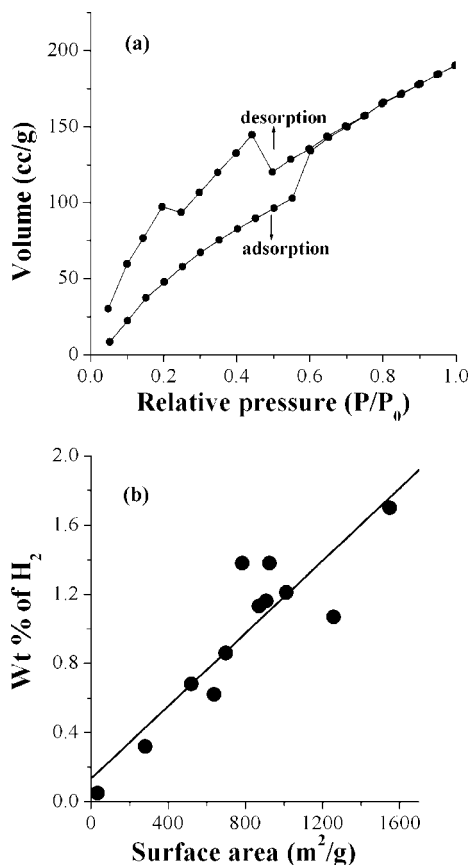 (a)
200
150
100
50
0
Volume (cc/g)
desorption
adsorption
0.0 0.2 0.4 0.6 0.8 1.0
Relative pressure (P/P₀)
(b)
2.0
1.6
1.2
0.8
0.4
0.0
Wt % of H₂
0 400 800 1200 1600
Surface area (m²/g)